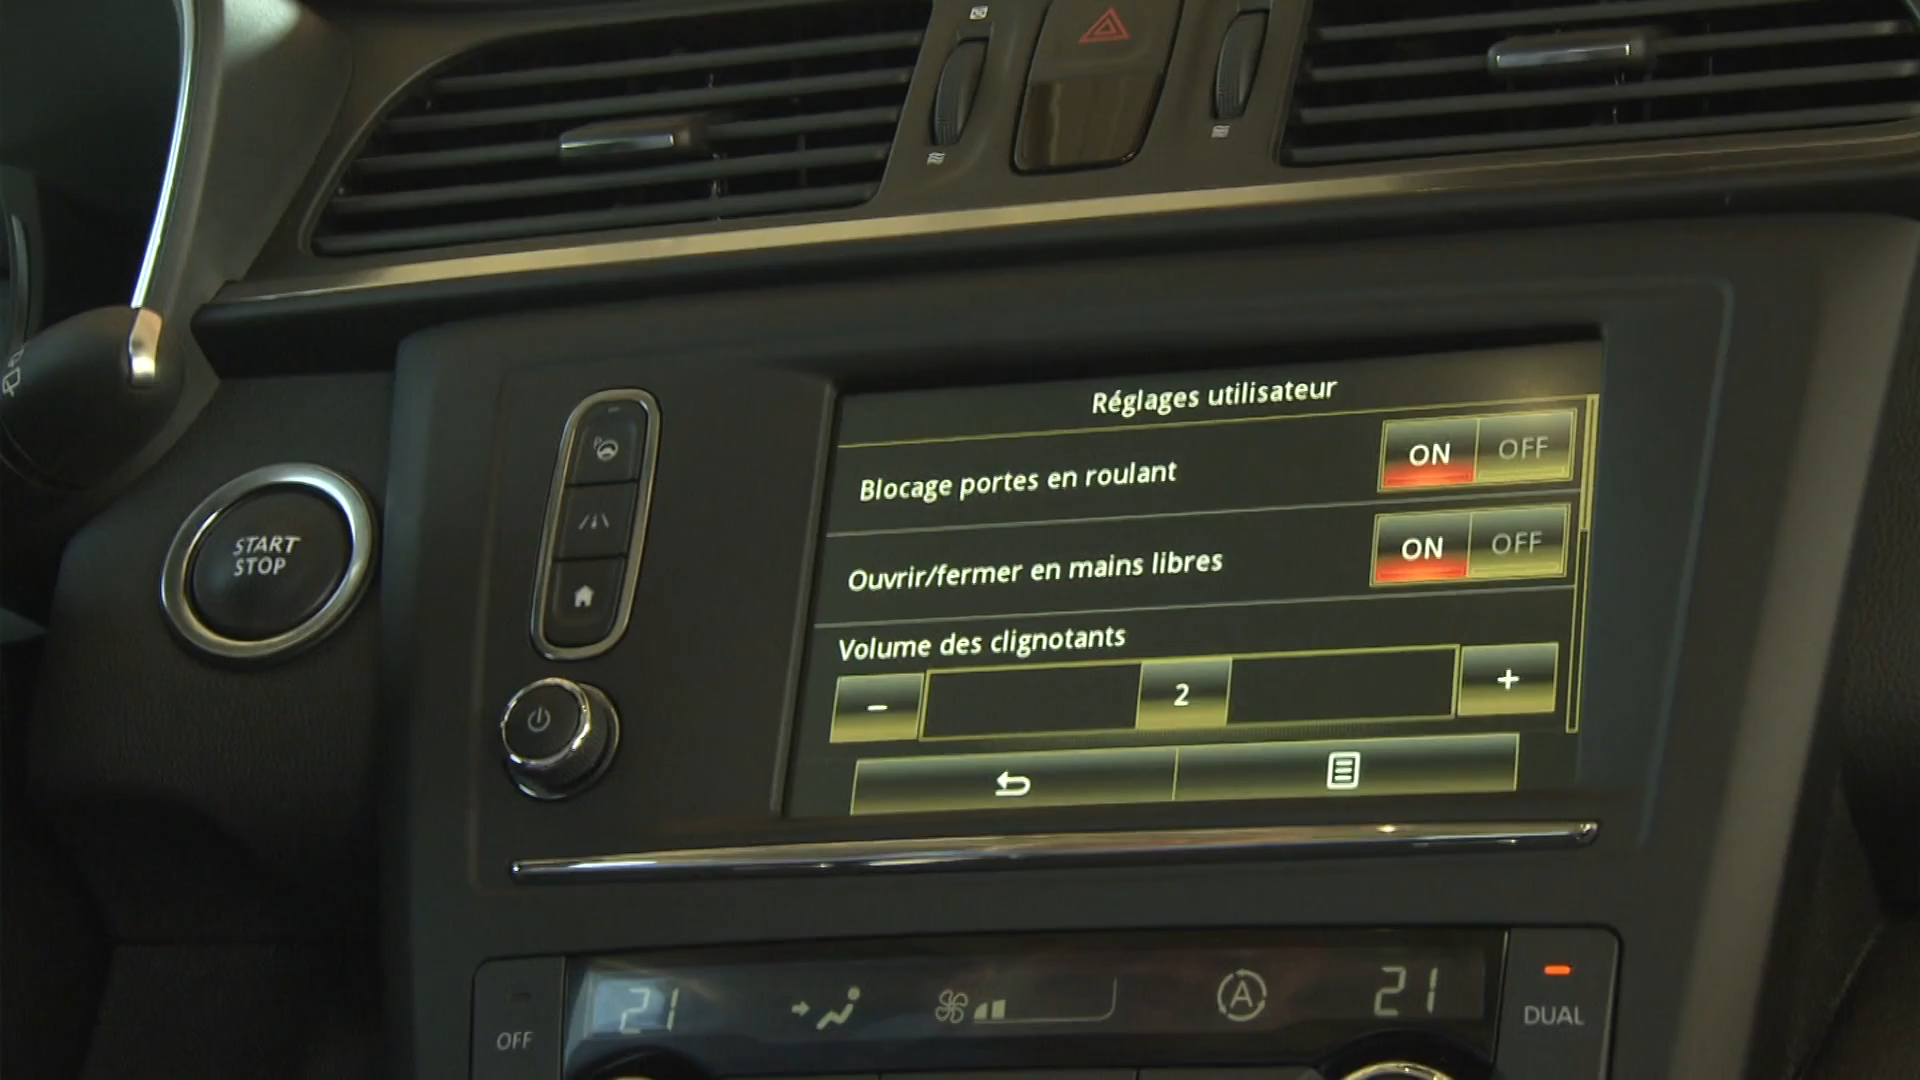 START
STOP
Réglages utilisateur
Blocage portes en roulant
ON OFF
Ouvrir/fermer en mains libres
ON OFF
Volume des clignotants
- 2 +
21 A 21
OFF
DUAL